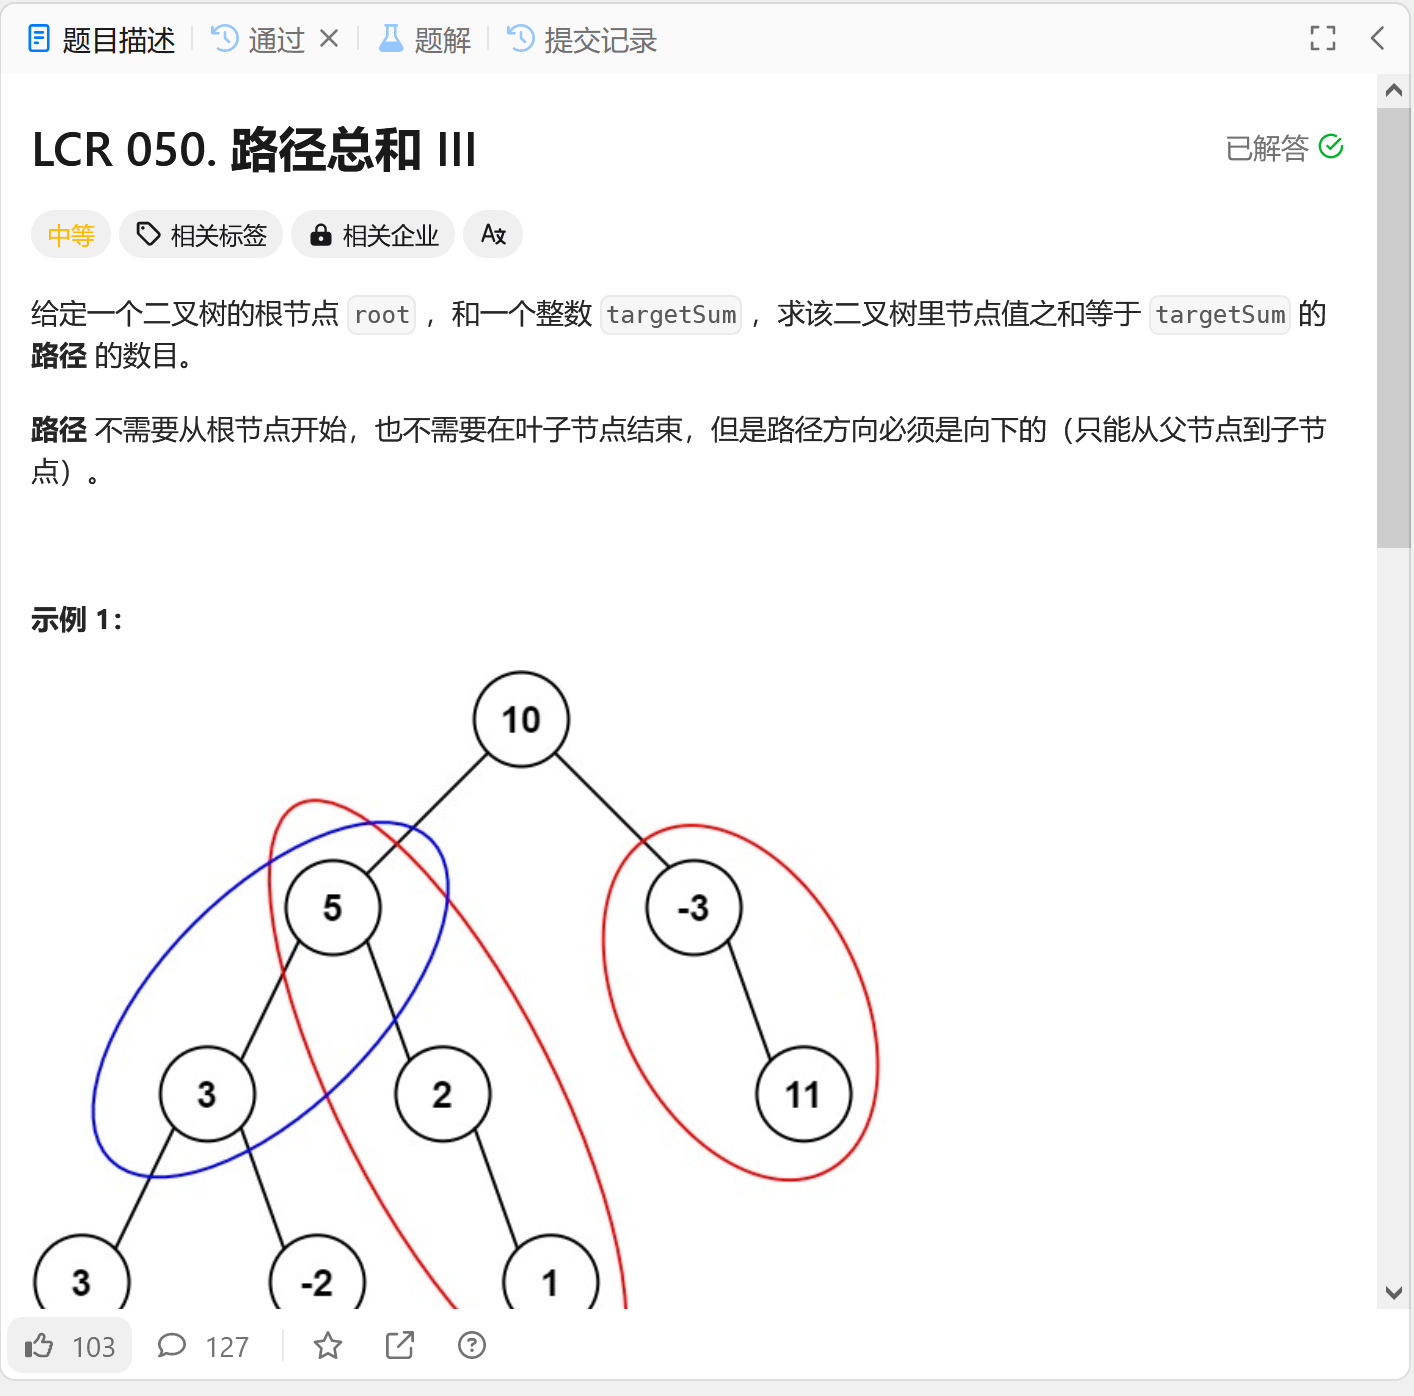 题目描述 通过 题解 提交记录
LCR 050. 路径总和 III
已解答
中等 相关标签 相关企业
给定一个二叉树的根节点 root ，和一个整数 targetSum ，求该二叉树里节点值之和等于 targetSum 的
路径 的数目。
路径 不需要从根节点开始，也不需要在叶子节点结束，但是路径方向必须是向下的（只能从父节点到子节
点）。
示例 1：
10
5 -3
3 2 11
3 -2 1
103 127